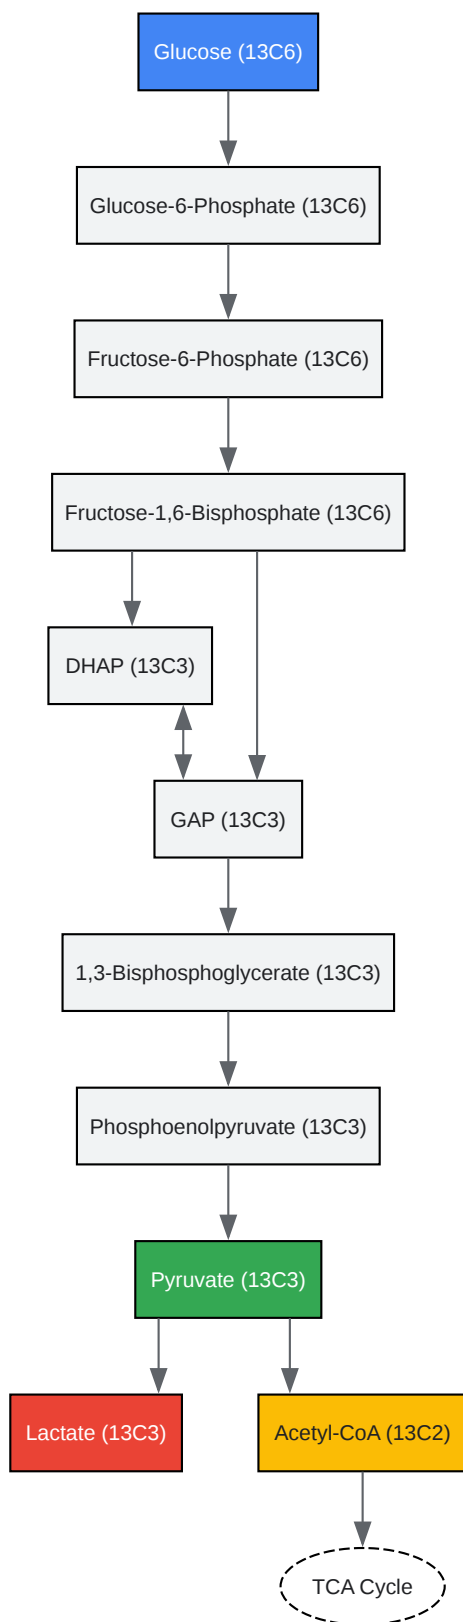 Glucose (13C6)
Glucose-6-Phosphate (13C6)
Fructose-6-Phosphate (13C6)
Fructose-1,6-Bisphosphate (13C6)
DHAP (13C3)
GAP (13C3)
1,3-Bisphosphoglycerate (13C3)
Phosphoenolpyruvate (13C3)
Pyruvate (13C3)
Lactate (13C3)
Acetyl-CoA (13C2)
TCA Cycle